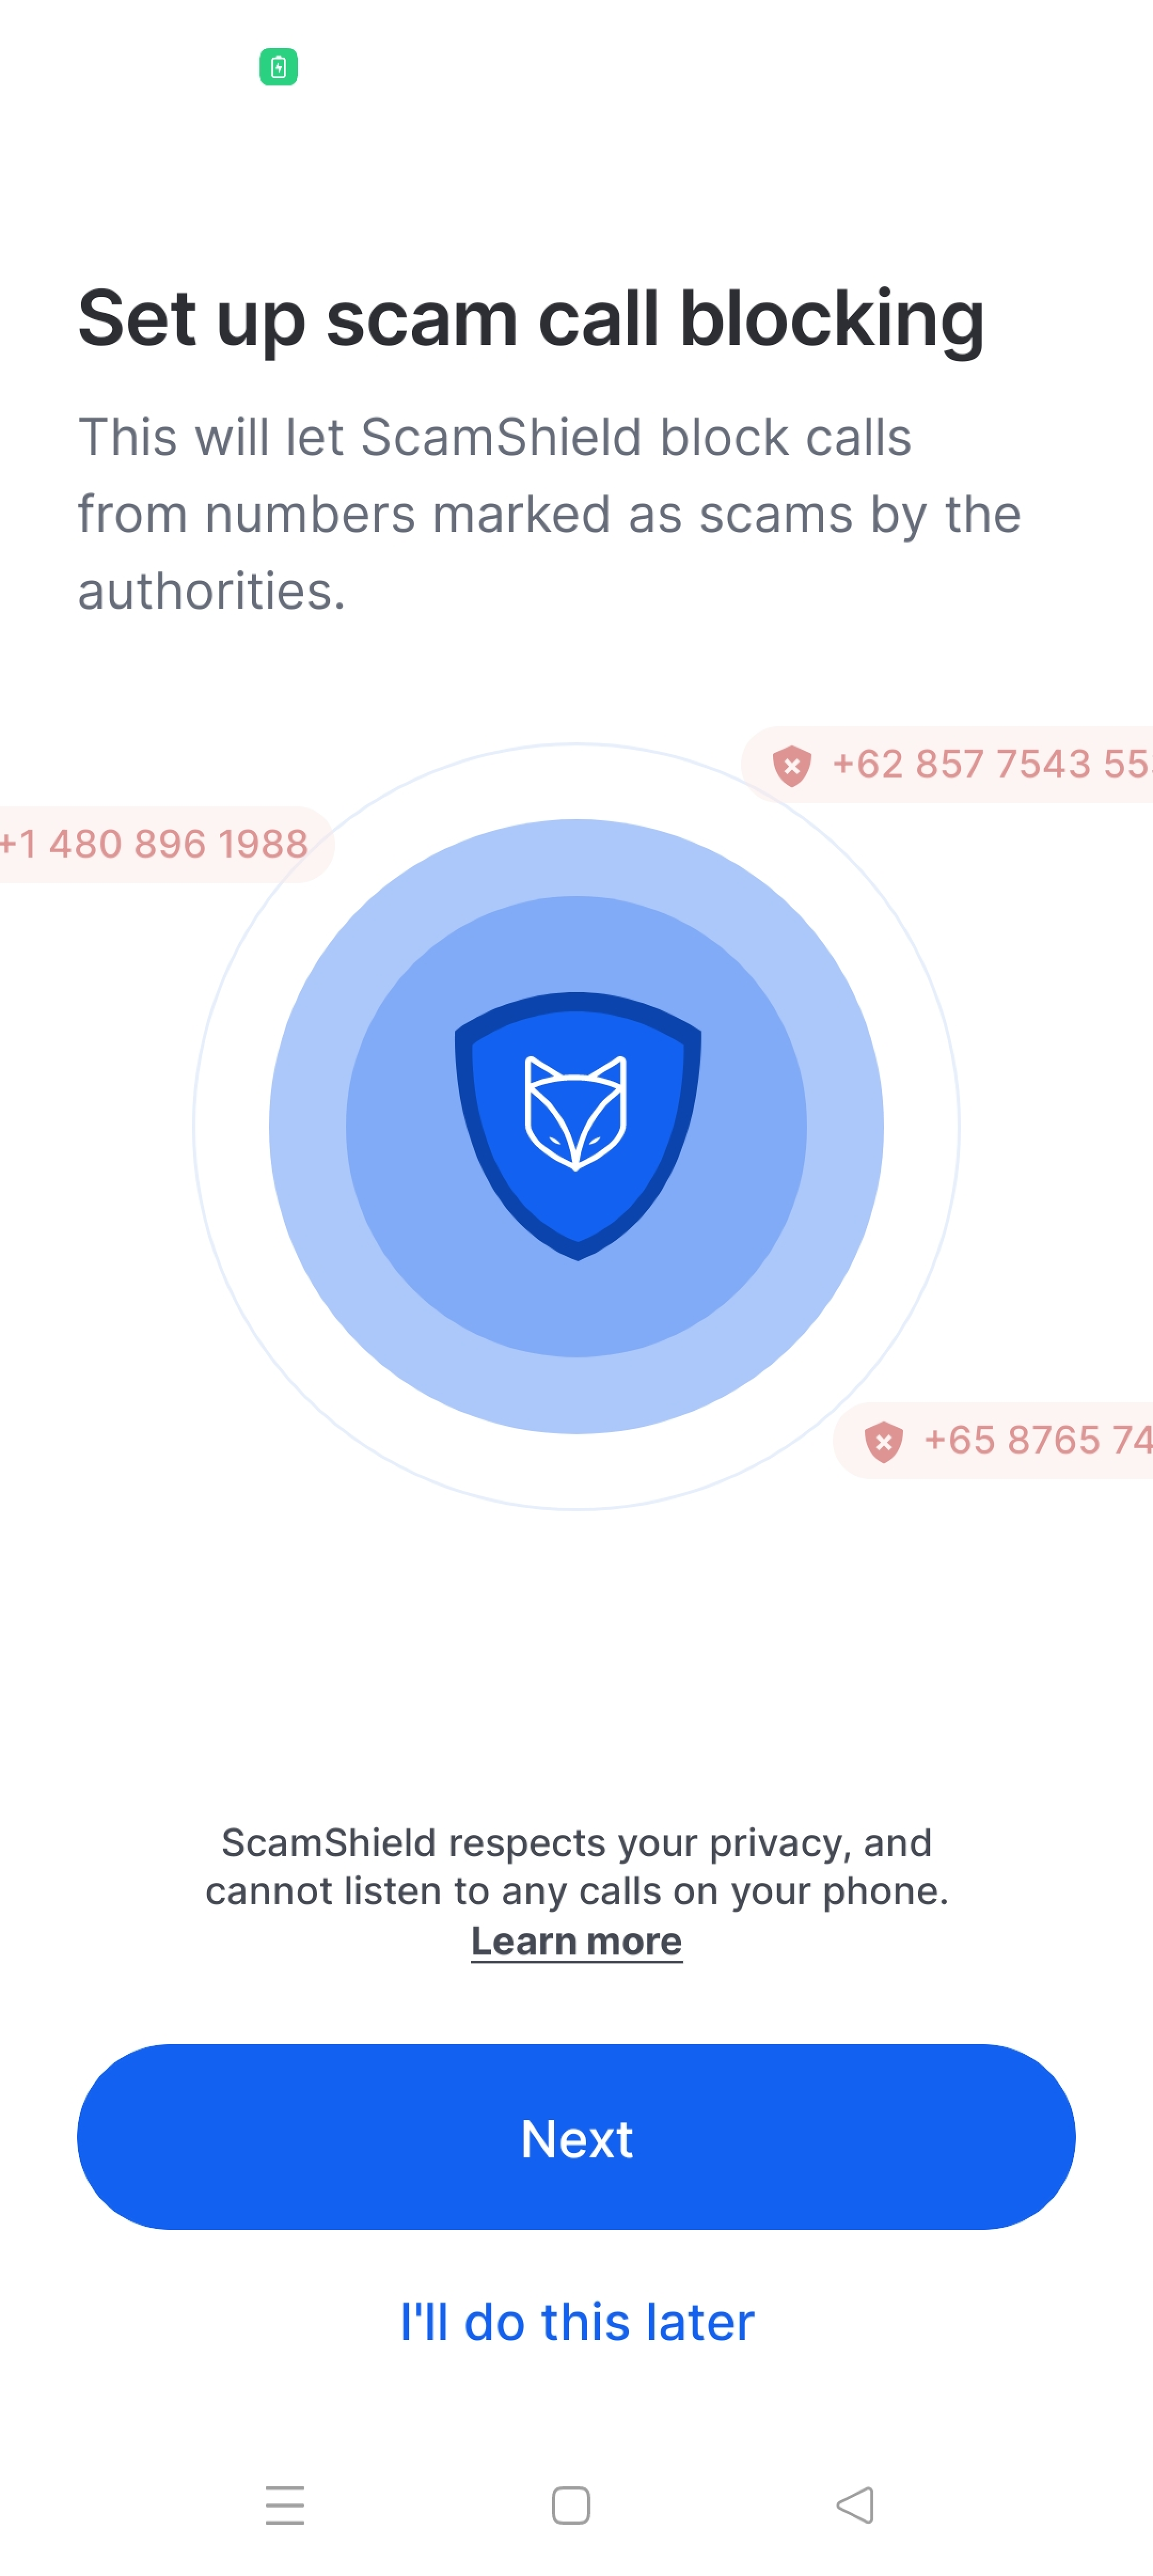 Set up scam call blocking
This will let ScamShield block calls
from numbers marked as scams by the
authorities.
+62 857 7543 55
+1 480 896 1988
+65 8765 74
ScamShield respects your privacy, and
cannot listen to any calls on your phone.
Learn more
Next
I'll do this later